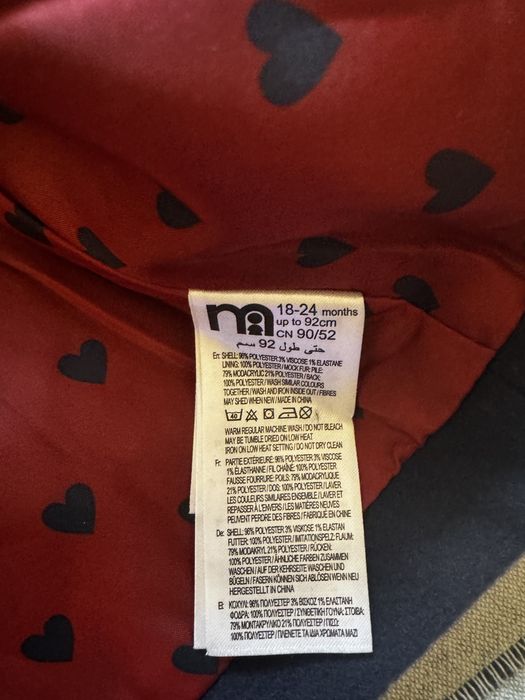 18-24 months
up to 92cm
CN 90/52
حتى طول 92 سم
En: SHELL: 96% POLYESTER 3% VISCOSE 1% ELASTANE
LINING: 100% POLYESTER / MOCK FUR: PILE:
79% MODACRYLIC 21% POLYESTER / BACK:
100% POLYESTER / WASH SIMILAR COLOURS
TOGETHER / WASH AND IRON INSIDE OUT / FIBRES
MAY SHED WHEN NEW / MADE IN CHINA
40
WARM REGULAR MACHINE WASH / DO NOT BLEACH
MAY BE TUMBLE DRIED ON LOW HEAT
IRON ON LOW HEAT SETTING / DO NOT DRY CLEAN
Fr: PARTIE EXTÉRIEURE: 96% POLYESTER 3% VISCOSE
1% ÉLASTHANNE / FIL CHAÎNE: 100% POLYESTER
FAUSSE FOURRURE: POILS: 79% MODACRYLIQUE
21% POLYESTER / DOS: 100% POLYESTER / LAVER
LES COULEURS SIMILAIRES ENSEMBLE / LAVER ET
REPASSER À L'ENVERS / LES MATIÈRES NEUVES
PEUVENT PERDRE DES FIBRES / FABRIQUÉ EN CHINE
De: SHELL: 96% POLYESTER 3% VISKOSE 1% ELASTAN
FUTTER: 100% POLYESTER / IMITATIONSPELZ: FLAUM:
79% MODAKRYL 21% POLYESTER / RÜCKEN:
100% POLYESTER / ÄHNLICHE FARBEN ZUSAMMEN
WASCHEN / AUF DER KEHRSEITE WASCHEN UND
BÜGELN / FASERN KÖNNEN SICH ABLÖSEN WENN NEU
HERGESTELLT IN CHINA
ΚΟΧΥΛΙ: 96% ΠΟΛΥΕΣΤΕΡ 3% ΒΙΣΚΟΖ 1% ΕΛΑΣΤΑΝΗ
ΦΟΔΡΑ: 100% ΠΟΛΥΕΣΤΕΡ / ΣΥΝΘΕΤΙΚΗ ΓΟΥΝΑ: ΣΤΟΙΒΑ:
79% ΜΟΝΤΑΚΡΥΛΙΚΟ 21% ΠΟΛΥΕΣΤΕΡ / ΠΙΣΩ:
100% ΠΟΛΥΕΣΤΕΡ / ΠΛΕΝΕΤΕ ΤΑ ΙΔΙΑ ΧΡΩΜΑΤΑ ΜΑΖΙ